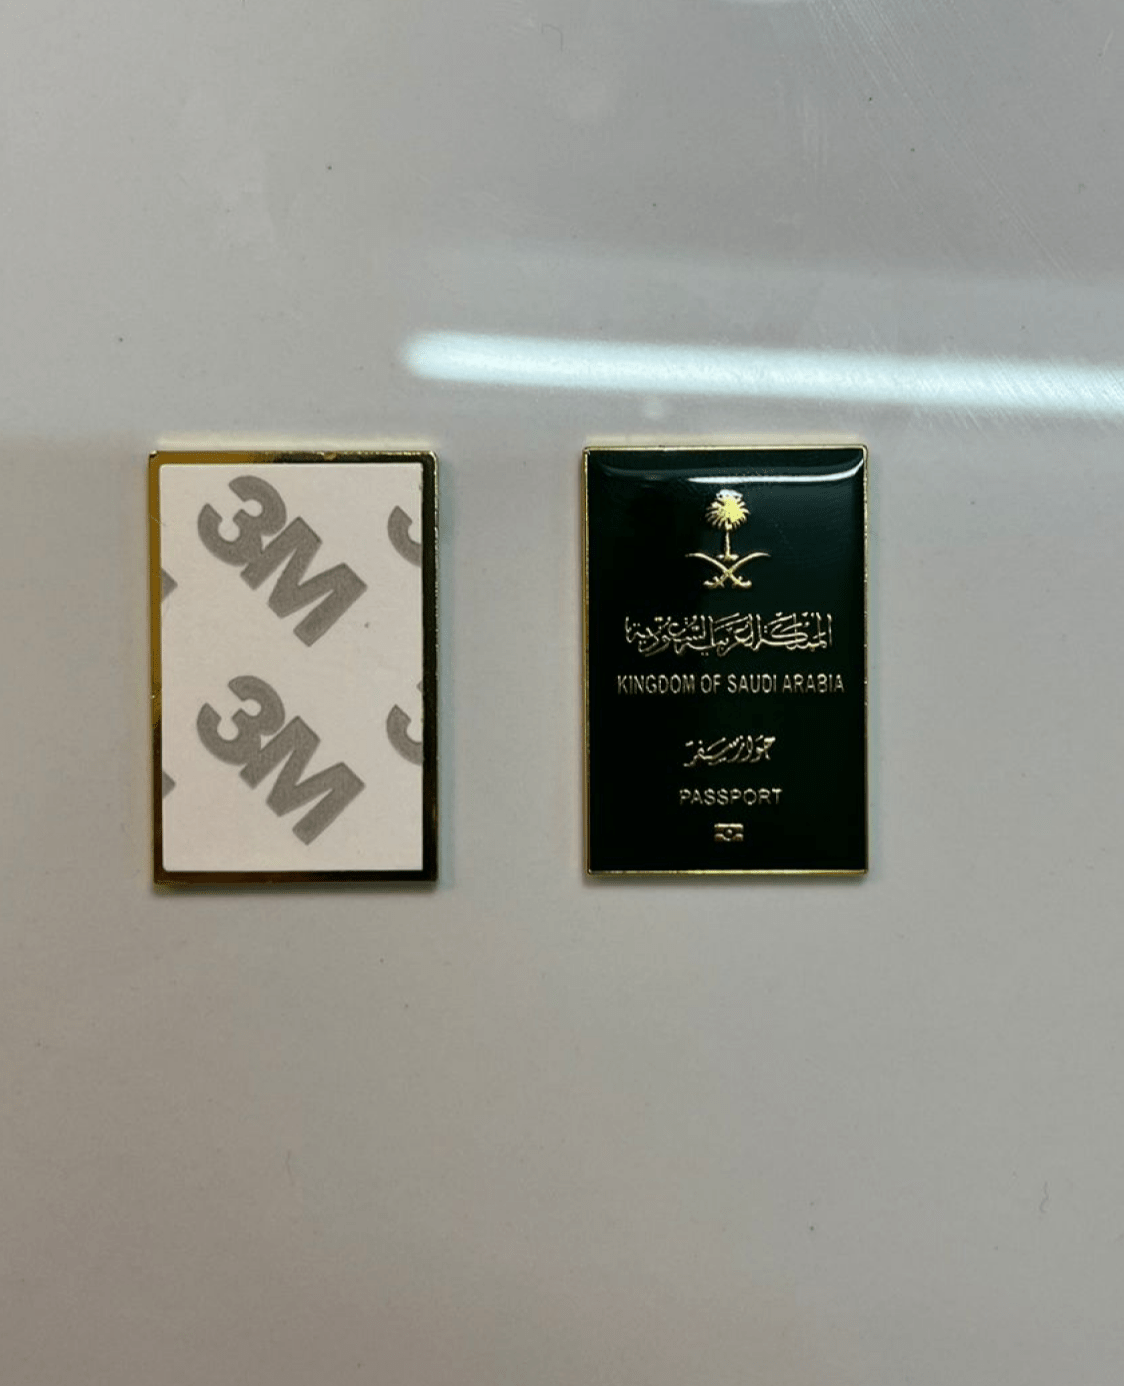 3M
3M
المملكة العربية السعودية
KINGDOM OF SAUDI ARABIA
جواز سفر
PASSPORT